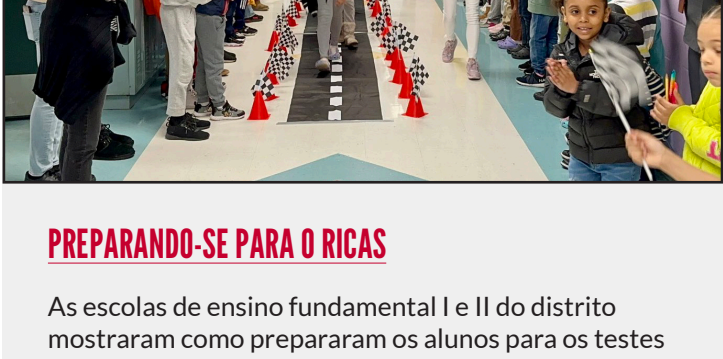 PREPARANDO-SE PARA O RICAS
As escolas de ensino fundamental I e II do distrito
mostraram como prepararam os alunos para os testes